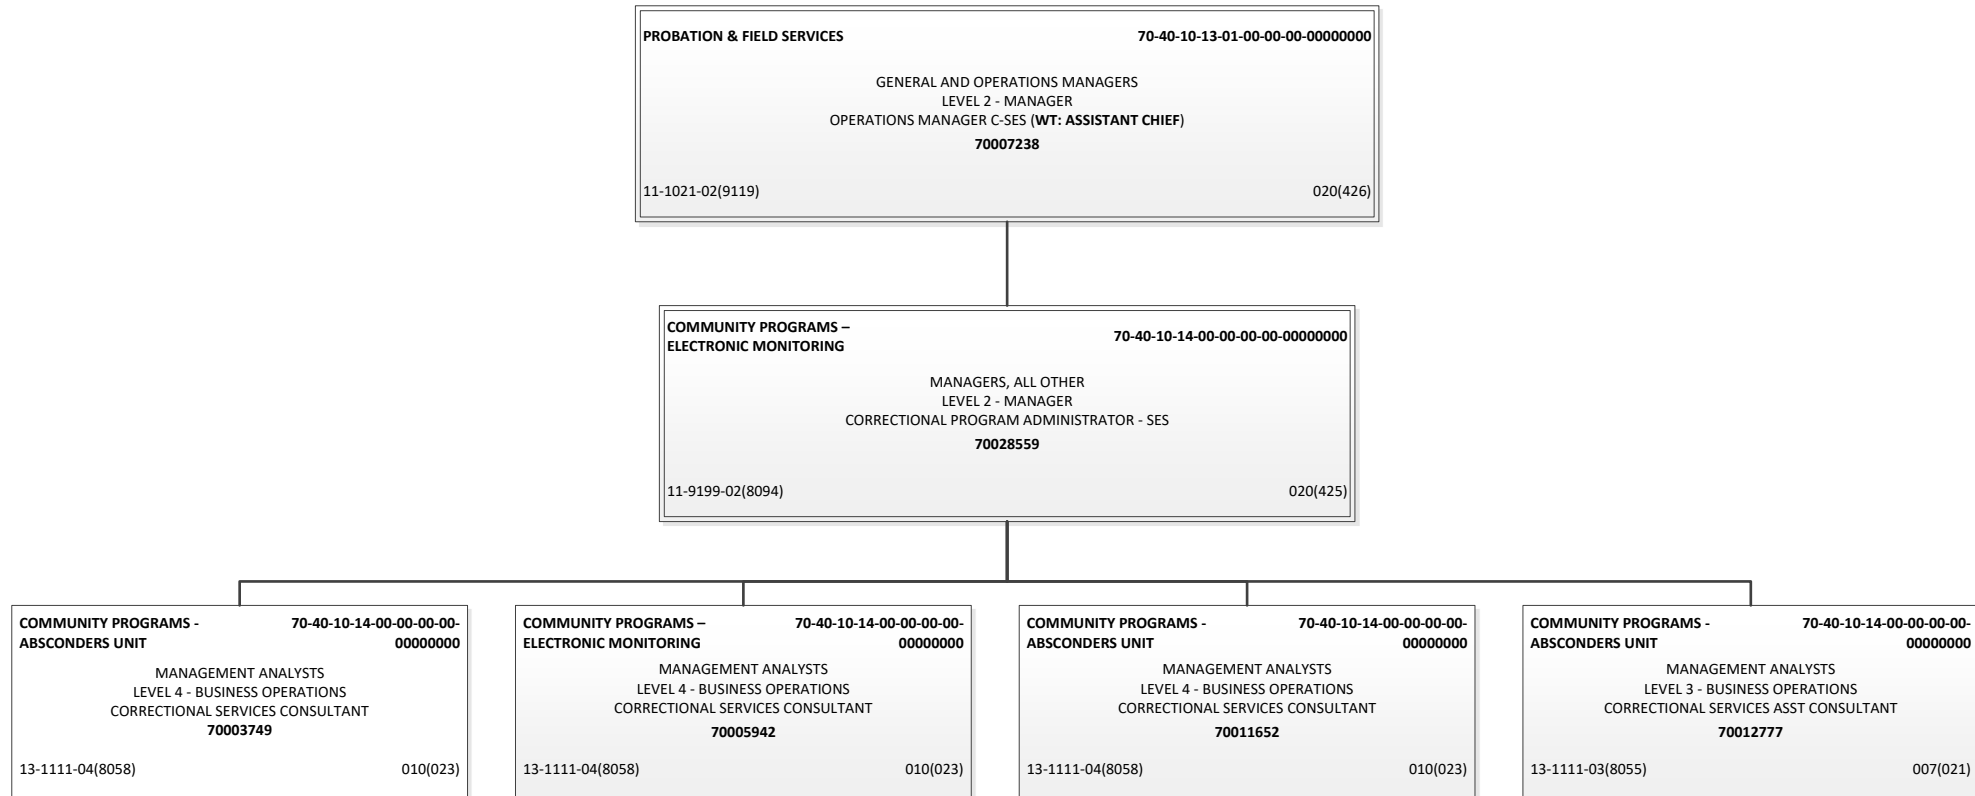 PROBATION & FIELD SERVICES 70-40-10-13-01-00-00-00-00000000
GENERAL AND OPERATIONS MANAGERS
LEVEL 2 - MANAGER
OPERATIONS MANAGER C-SES (WT: ASSISTANT CHIEF)
70007238
11-1021-02(9119) 020(426)
COMMUNITY PROGRAMS –
ELECTRONIC MONITORING
70-40-10-14-00-00-00-00-00000000
MANAGERS, ALL OTHER
LEVEL 2 - MANAGER
CORRECTIONAL PROGRAM ADMINISTRATOR - SES
70028559
11-9199-02(8094) 020(425)
COMMUNITY PROGRAMS -
ABSCONDERS UNIT
70-40-10-14-00-00-00-00-
00000000
MANAGEMENT ANALYSTS
LEVEL 4 - BUSINESS OPERATIONS
CORRECTIONAL SERVICES CONSULTANT
70003749
13-1111-04(8058) 010(023)
COMMUNITY PROGRAMS –
ELECTRONIC MONITORING
70-40-10-14-00-00-00-00-
00000000
MANAGEMENT ANALYSTS
LEVEL 4 - BUSINESS OPERATIONS
CORRECTIONAL SERVICES CONSULTANT
70005942
13-1111-04(8058) 010(023)
COMMUNITY PROGRAMS -
ABSCONDERS UNIT
70-40-10-14-00-00-00-00-
00000000
MANAGEMENT ANALYSTS
LEVEL 4 - BUSINESS OPERATIONS
CORRECTIONAL SERVICES CONSULTANT
70011652
13-1111-04(8058) 010(023)
COMMUNITY PROGRAMS -
ABSCONDERS UNIT
70-40-10-14-00-00-00-00-
00000000
MANAGEMENT ANALYSTS
LEVEL 3 - BUSINESS OPERATIONS
CORRECTIONAL SERVICES ASST CONSULTANT
70012777
13-1111-03(8055) 007(021)